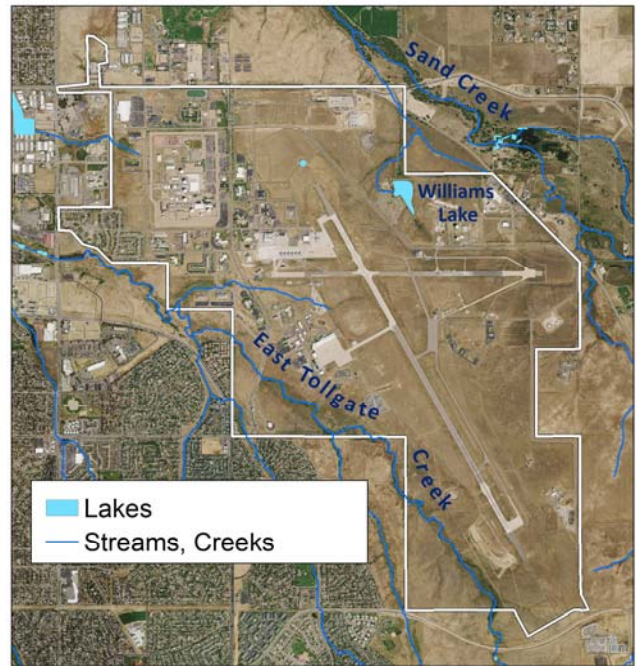 Sand Creek
Williams
Lake
East Tollgate
Creek
Lakes
Streams, Creeks